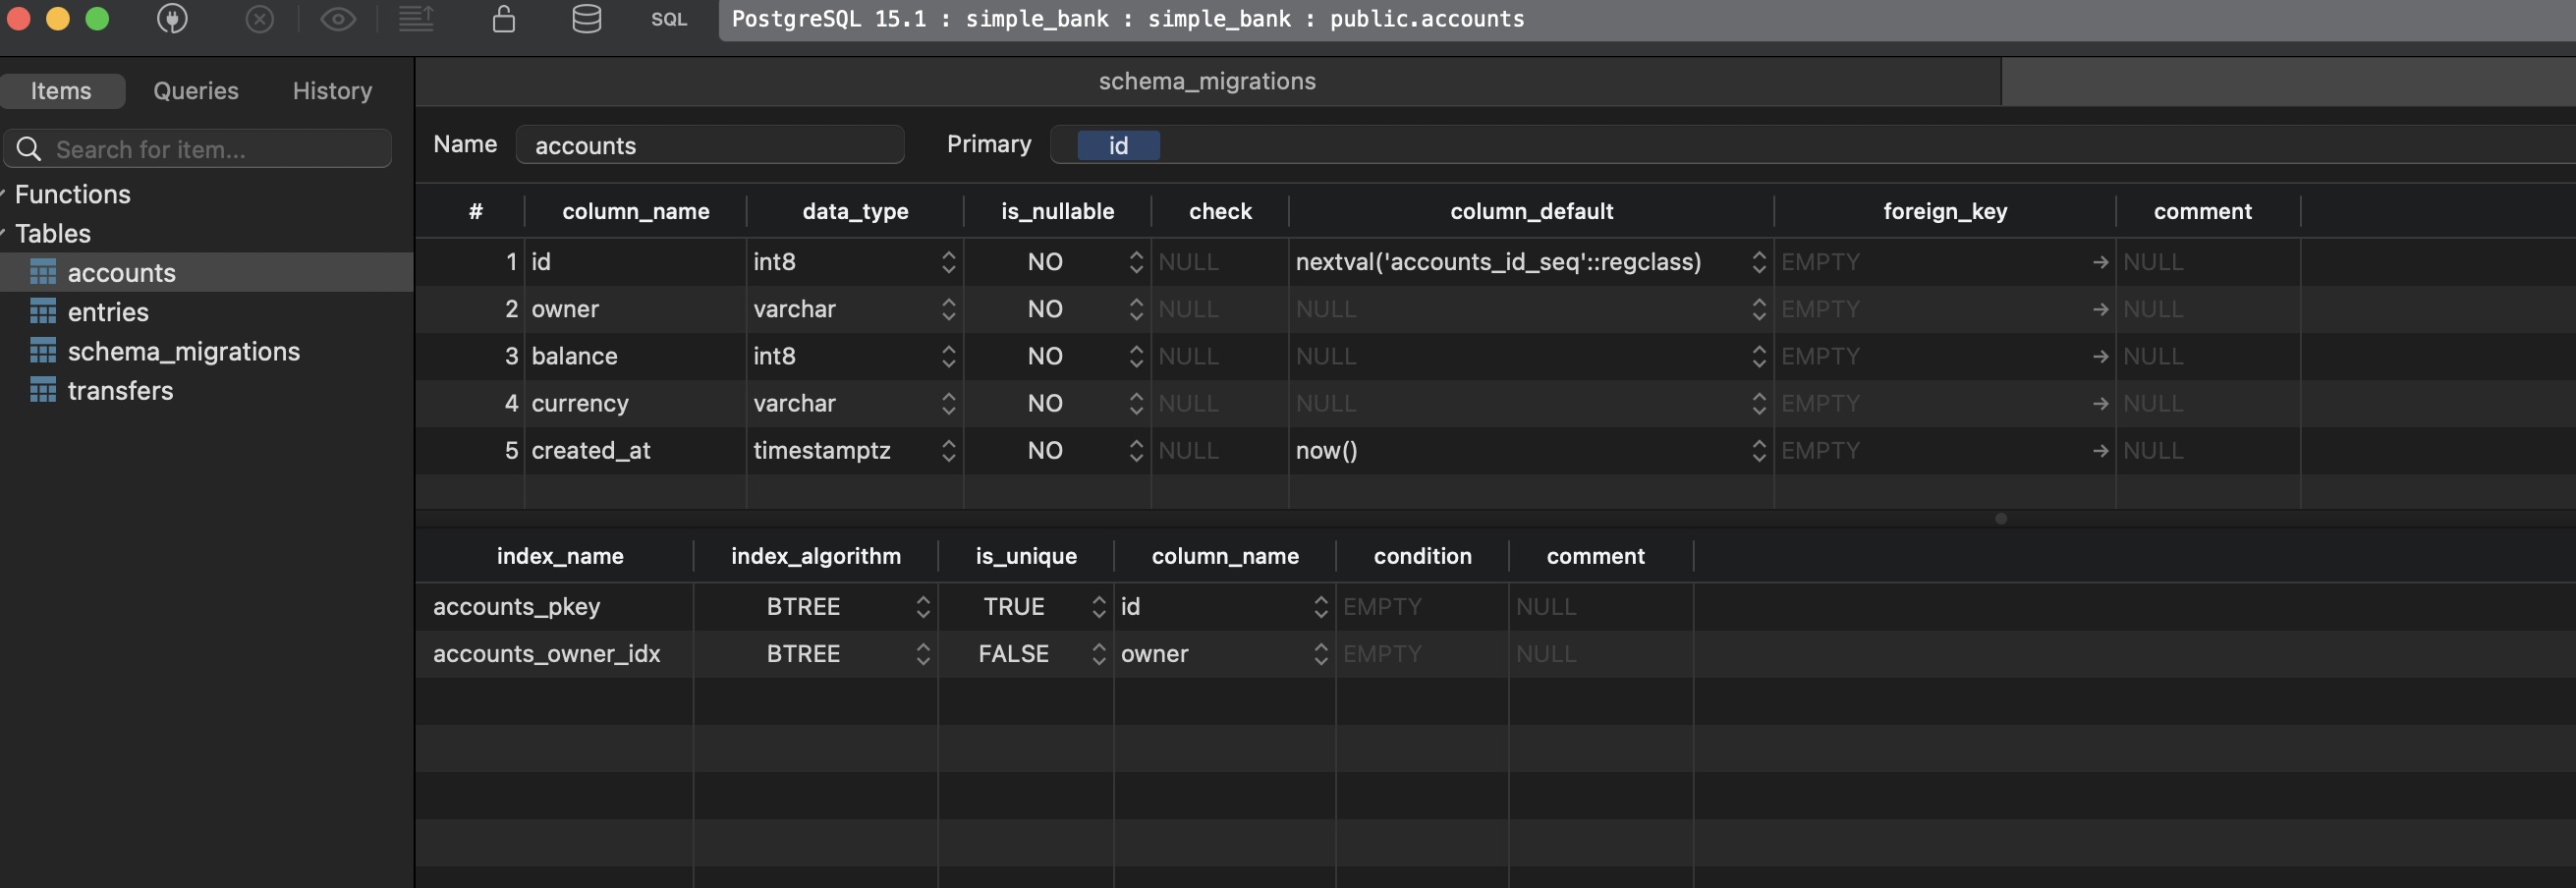 SQL PostgreSQL 15.1 : simple_bank : simple_bank : public.accounts
Items Queries History
Search for item...
Functions
Tables
accounts
entries
schema_migrations
transfers
schema_migrations
Name accounts Primary id
# column_name data_type is_nullable check column_default foreign_key comment
1 id int8 NO NULL nextval('accounts_id_seq'::regclass) EMPTY NULL
2 owner varchar NO NULL NULL EMPTY NULL
3 balance int8 NO NULL NULL EMPTY NULL
4 currency varchar NO NULL NULL EMPTY NULL
5 created_at timestamptz NO NULL now() EMPTY NULL
index_name index_algorithm is_unique column_name condition comment
accounts_pkey BTREE TRUE id EMPTY NULL
accounts_owner_idx BTREE FALSE owner EMPTY NULL